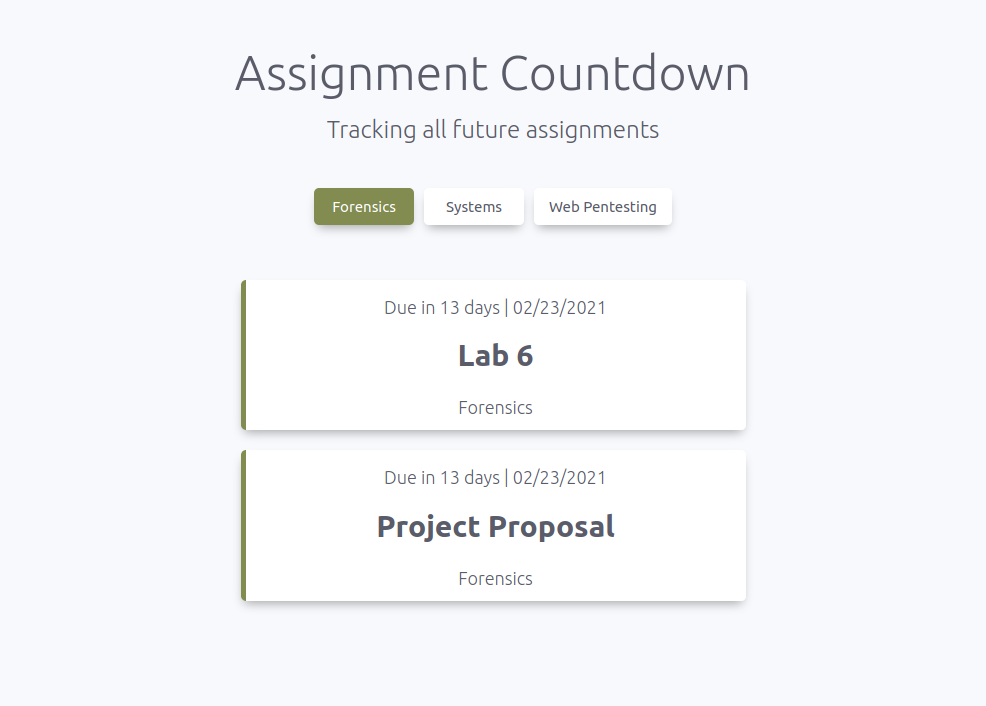 Assignment Countdown
Tracking all future assignments
Forensics Systems Web Pentesting
Due in 13 days | 02/23/2021
Lab 6
Forensics
Due in 13 days | 02/23/2021
Project Proposal
Forensics